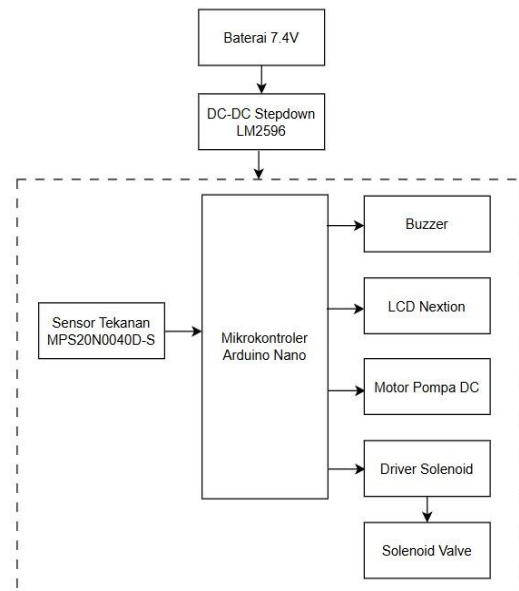 Baterai 7.4V
DC-DC Stepdown
LM2596
Buzzer
LCD Nextion
Sensor Tekanan
MPS20N0040D-S
Mikrokontroler
Arduino Nano
Motor Pompa DC
Driver Solenoid
Solenoid Valve